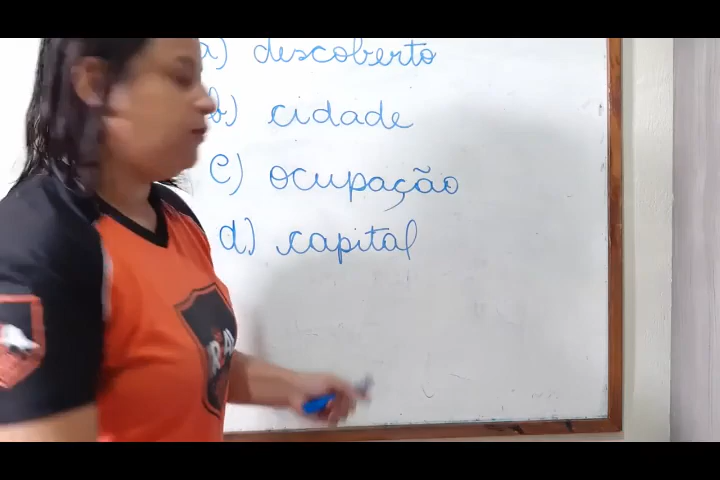 a) descoberto
b) cidade
c) ocupação
d) capital